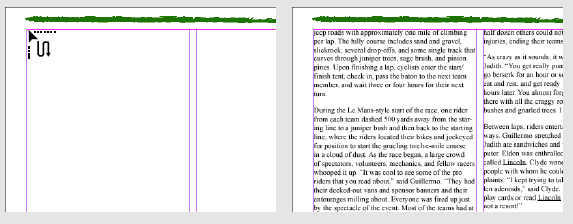 jeep roads with approximately one mile of climbing
per lap. The hilly course includes sand and gravel,
slickrock, several drop-offs, and some single track that
curves through juniper trees, sage brush, and pinion
pines. Upon finishing a lap, cyclists enter the start/
finish tent, check in, pass the baton to the next team
member, and wait three or four hours for their next
turn.
During the Le Mans-style start of the race, one rider
from each team dashed 500 yards away from the star-
ing line to a juniper bush and then back to the starting
line, where the riders located their bikes and jockeyed
for position to start the grueling twelve-mile course
in a cloud of dust. As the race began, a large crowd
of spectators, volunteers, mechanics, and fellow racers
whooped it up. "It was cool to see some of the pro
riders that you read about," said Guillermo. "They had
their decked-out vans and sponsor banners and their
entourages milling about. Everyone was fired up just
by the spectacle of the event. Most of the teams had at
half dozen others could not
injuries, ending their teams
"As crazy as it sounds, it w
Judith. "You get really pum
go berserk for an hour or so
eat and rest, and get ready
hours later. You almost forg
there with all the craggy ro
bushes and gnarled trees. I
Between laps, riders entert
ways. Guillermo stretched
Judith ate sandwiches and
puter. Eldon was enthralled
called Lincoln. Clyde wand
people with whom he could
plaints. "I kept trying to tal
len adenoids," said Clyde.
play cards or read Lincoln
not a resort!"